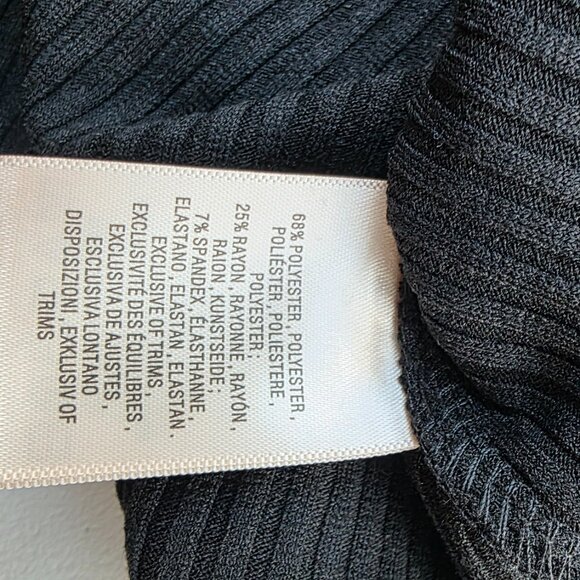 68% POLYESTER, POLYESTER,
POLIÉSTER, POLIESTERE,
POLYESTER;
25% RAYON, RAYONNE, RAYÓN,
RAION, KUNSTSEIDE;
7% SPANDEX, ÉLASTHANNE,
ELASTANO, ELASTAN, ELASTAN.
EXCLUSIVE OF TRIMS,
EXCLUSIVITÉ DES ÉQUILIBRES,
EXCLUSIVA DE AJUSTES,
ESCLUSIVA LONTANO
DISPOSIZIONI, EXKLUSIV OF
TRIMS